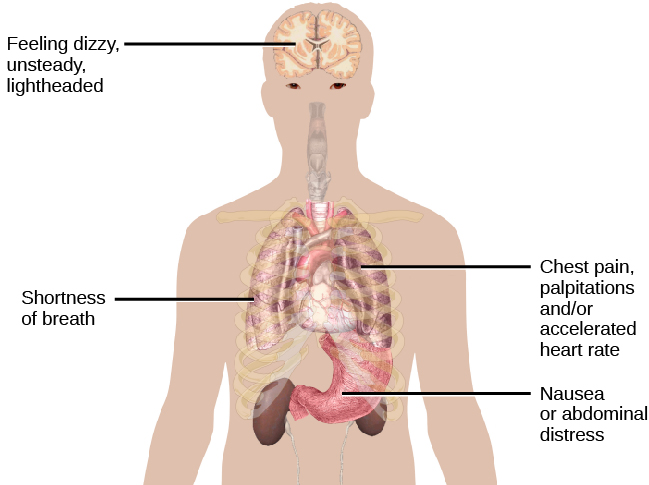 Feeling dizzy,
unsteady,
lightheaded
Shortness
of breath
Chest pain,
palpitations
and/or
accelerated
heart rate
Nausea
or abdominal
distress